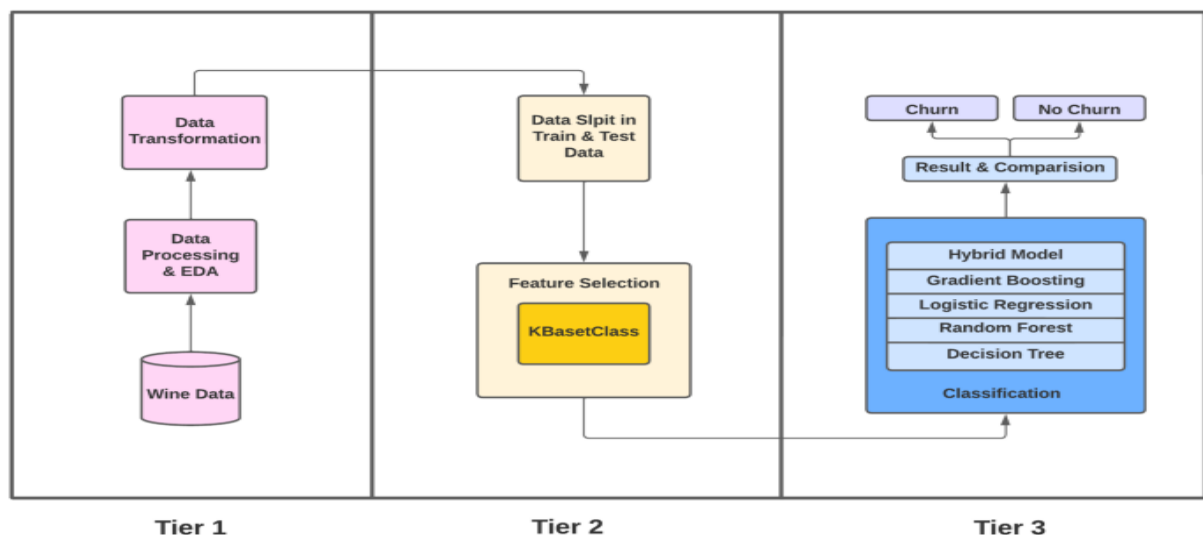 Data
Transformation
Data
Processing
& EDA
Wine Data
Tier 1
Data Slpit in
Train & Test
Data
Feature Selection
KBasetClass
Tier 2
Churn
No Churn
Result & Comparision
Hybrid Model
Gradient Boosting
Logistic Regression
Random Forest
Decision Tree
Classification
Tier 3